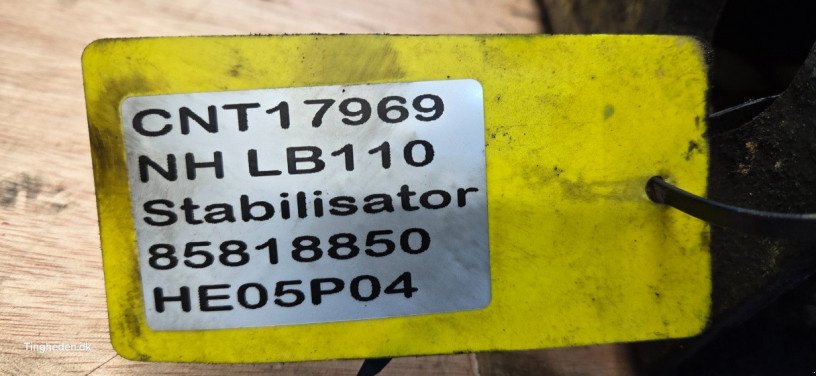 CNT17969
NH LB110
Stabilisator
85818850
HE05P04
Tingheden.dk